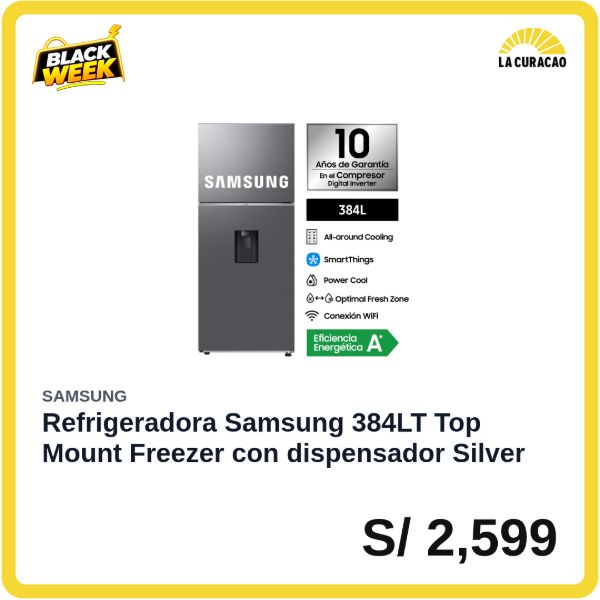 BLACK
WEEK
LA CURACAO
SAMSUNG
10
Años de Garantía
En el Compresor
Digital Inverter
384L
All-around Cooling
SmartThings
Power Cool
Optimal Fresh Zone
Conexión WiFi
Eficiencia
Energética
A*
SAMSUNG
Refrigeradora Samsung 384LT Top
Mount Freezer con dispensador Silver
S/ 2,599